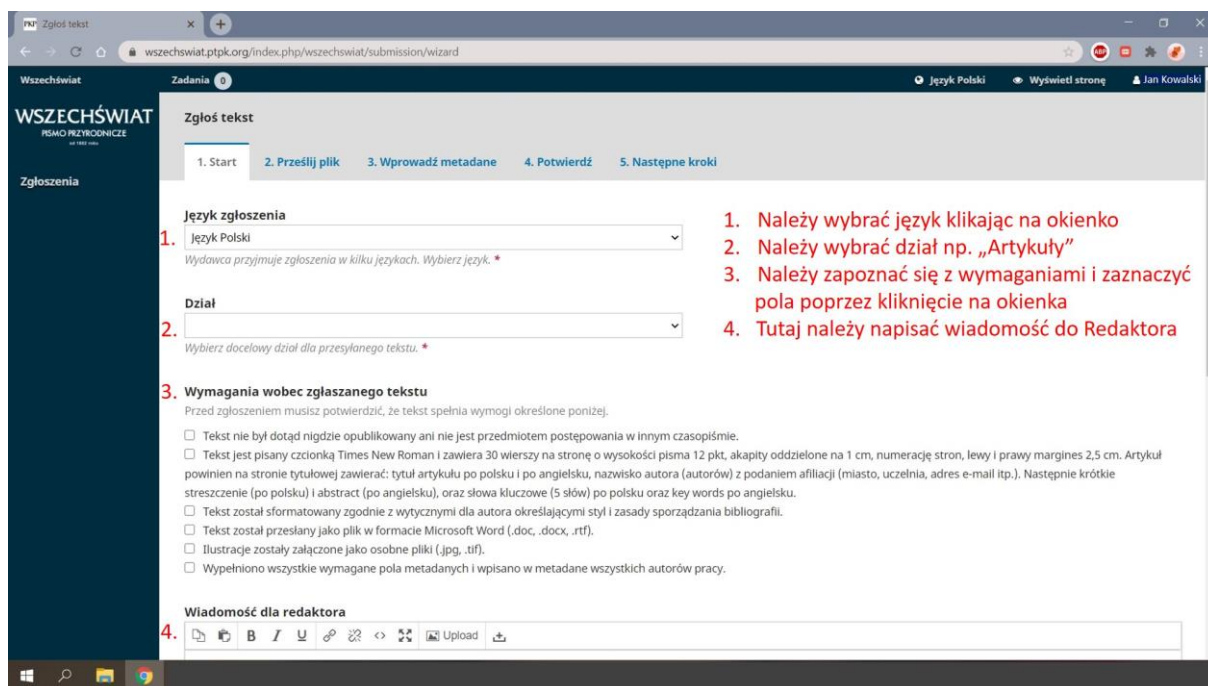 PKP Zgłoś tekst
wszechswiat.ptpk.org/index.php/wszechswiat/submission/wizard
ABP
Wszechświat Zadania 0 Język Polski Wyświetl stronę Jan Kowalski
WSZECHŚWIAT
PISMO PRZYRODNICZE
od 1882 roku
Zgłoszenia
Zgłoś tekst
1. Start 2. Prześlij plik 3. Wprowadź metadane 4. Potwierdź 5. Następne kroki
Język zgłoszenia
1. Język Polski
Wydawca przyjmuje zgłoszenia w kilku językach. Wybierz język. *
Dział
2.
Wybierz docelowy dział dla przesyłanego tekstu. *
1. Należy wybrać język klikając na okienko
2. Należy wybrać dział np. „Artykuły”
3. Należy zapoznać się z wymaganiami i zaznaczyć
pola poprzez kliknięcie na okienka
4. Tutaj należy napisać wiadomość do Redaktora
3. Wymagania wobec zgłaszanego tekstu
Przed zgłoszeniem musisz potwierdzić, że tekst spełnia wymogi określone poniżej.
Tekst nie był dotąd nigdzie opublikowany ani nie jest przedmiotem postępowania w innym czasopiśmie.
Tekst jest pisany czcionką Times New Roman i zawiera 30 wierszy na stronę o wysokości pisma 12 pkt, akapity oddzielone na 1 cm, numerację stron, lewy i prawy margines 2,5 cm. Artykuł
powinien na stronie tytułowej zawierać: tytuł artykułu po polsku i po angielsku, nazwisko autora (autorów) z podaniem afiliacji (miasto, uczelnia, adres e-mail itp.). Następnie krótkie
streszczenie (po polsku) i abstract (po angielsku), oraz słowa kluczowe (5 słów) po polsku oraz key words po angielsku.
Tekst został sformatowany zgodnie z wytycznymi dla autora określającymi styl i zasady sporządzania bibliografii.
Tekst został przesłany jako plik w formacie Microsoft Word (.doc, .docx, .rtf).
Ilustracje zostały załączone jako osobne pliki (.jpg, .tif).
Wypełniono wszystkie wymagane pola metadanych i wpisano w metadane wszystkich autorów pracy.
Wiadomość dla redaktora
4. B I U Upload